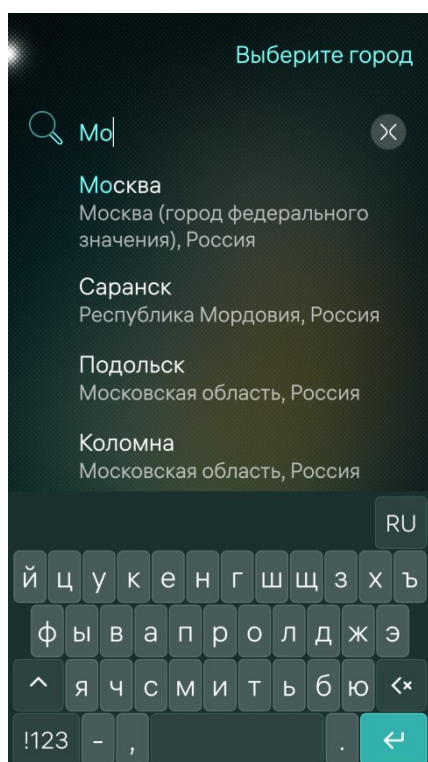 Выберите город
Мо
Москва
Москва (город федерального
значения), Россия
Саранск
Республика Мордовия, Россия
Подольск
Московская область, Россия
Коломна
Московская область, Россия
RU
й ц у к е н г ш щ з х ъ
ф ы в а п р о л д ж э
я ч с м и т ь б ю
!123 - , .